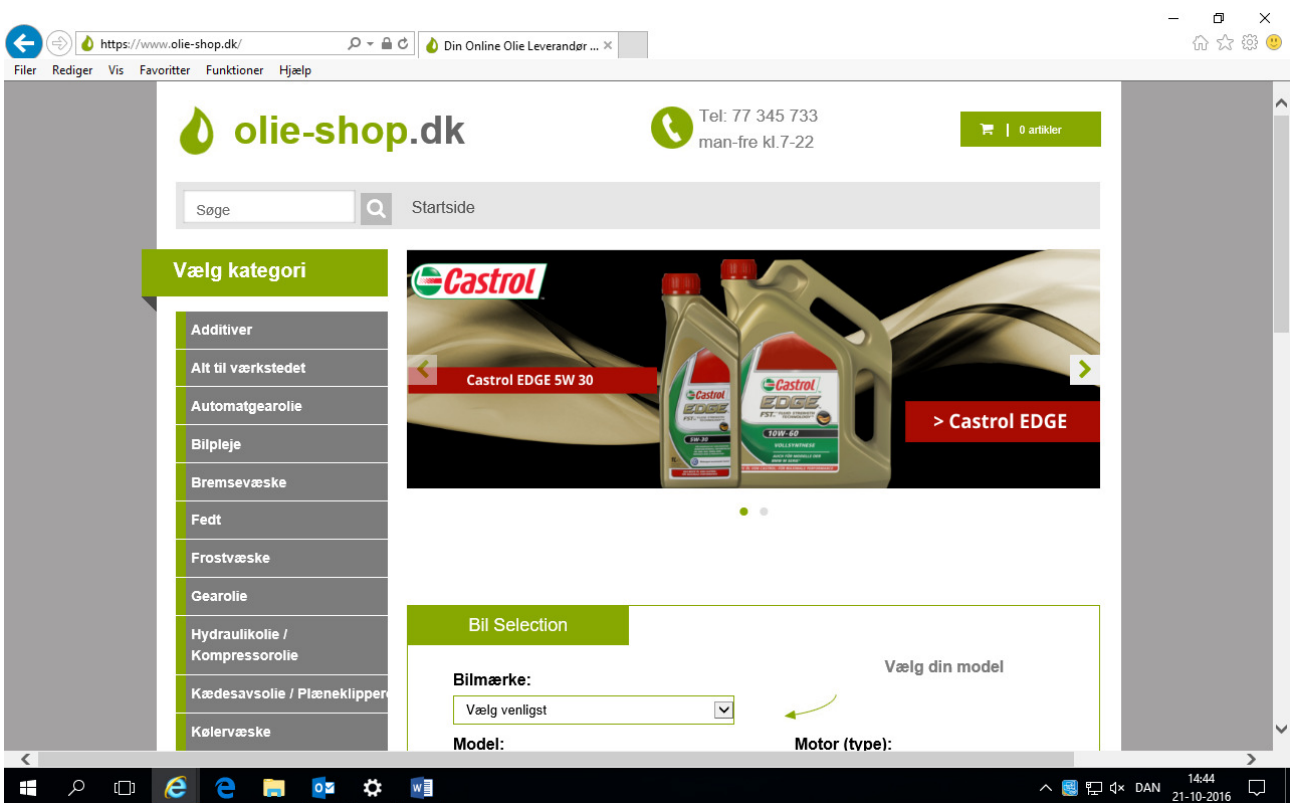 https://www.olie-shop.dk/
Din Online Olie Leverandør ...
Filer Rediger Vis Favoritter Funktioner Hjælp
olie-shop.dk
Tel: 77 345 733
man-fre kl.7-22
| 0 artikler
Søge
Startside
Vælg kategori
Additiver
Alt til værkstedet
Automatgearolie
Bilpleje
Bremsevæske
Fedt
Frostvæske
Gearolie
Hydraulikolie /
Kompressorolie
Kædesavsolie / Plæneklipper
Kølervæske
Castrol
Castrol EDGE 5W 30
> Castrol EDGE
Castrol
EDGE
FST.
5W-30
Castrol
EDGE
FST.
10W-60
VOLLSYNTHESE
Bil Selection
Vælg din model
Bilmærke:
Vælg venligst
Model:
Motor (type):
DAN
14:44
21-10-2016